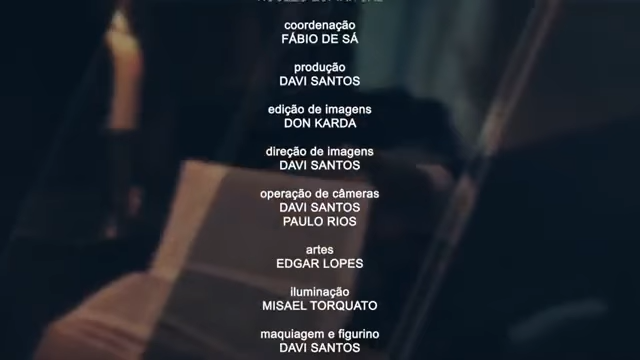 coordenação
FÁBIO DE SÁ
produção
DAVI SANTOS
edição de imagens
DON KARDA
direção de imagens
DAVI SANTOS
operação de câmeras
DAVI SANTOS
PAULO RIOS
artes
EDGAR LOPES
iluminação
MISAEL TORQUATO
maquiagem e figurino
DAVI SANTOS